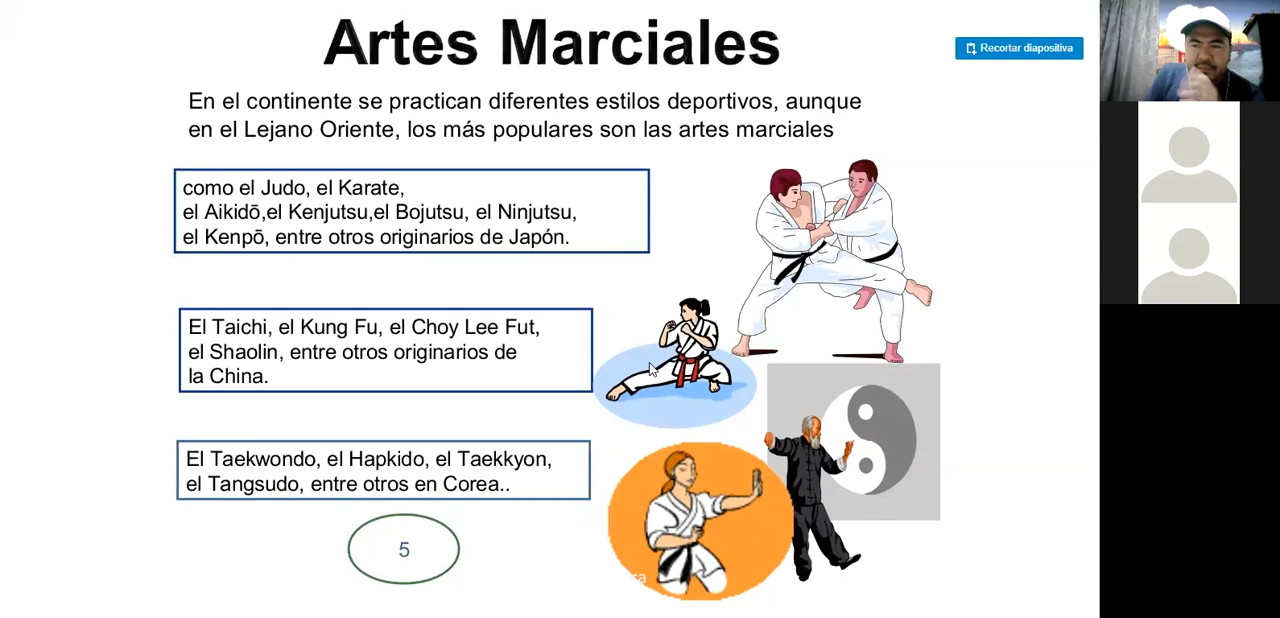 Artes Marciales
Recortar diapositiva
En el continente se practican diferentes estilos deportivos, aunque
en el Lejano Oriente, los más populares son las artes marciales
como el Judo, el Karate,
el Aikidō,el Kenjutsu,el Bojutsu, el Ninjutsu,
el Kenpō, entre otros originarios de Japón.
El Taichi, el Kung Fu, el Choy Lee Fut,
el Shaolin, entre otros originarios de
la China.
El Taekwondo, el Hapkido, el Taekkyon,
el Tangsudo, entre otros en Corea..
5